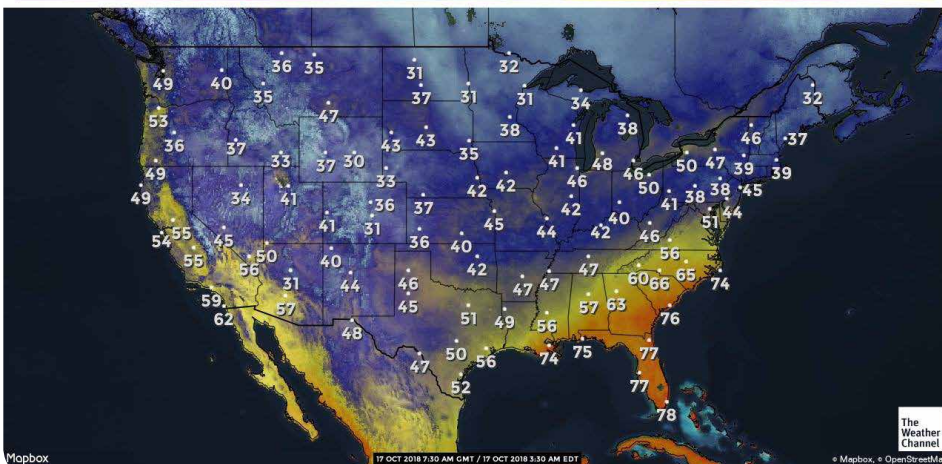 36 35 31 32
49 40 35 37 31 31 34 32
47
53 38 41 38 46 37
36 37 33 37 30 43 43 35 41 48 46 50 47 39 39
49 33 42 42 46 50 41 38 38 45
49 34 41 36 37 42 40 44
41 31 45 44 42 46 51
54 55 45 36 40 56
55 56 50 40 42 47 65
31 44 46 47 47 60 66 74
59 57 45 57 63
62 48 51 49 56 76
50 56 74 75 77
47 52 77
78
The
Weather
Channel
Mapbox
17 OCT 2018 7:30 AM GMT / 17 OCT 2018 3:30 AM EDT
© Mapbox, © OpenStreetMa